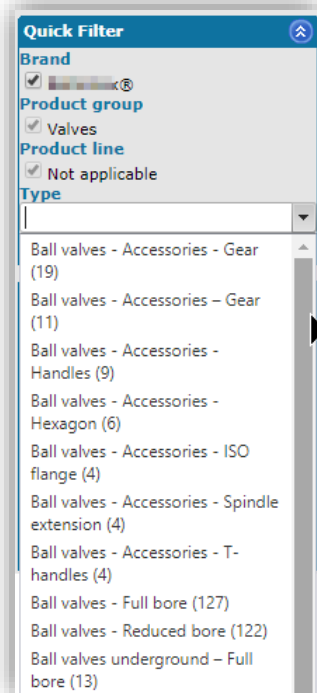 Quick Filter
Brand
®
Product group
Valves
Product line
Not applicable
Type
Ball valves - Accessories - Gear
(19)
Ball valves - Accessories – Gear
(11)
Ball valves - Accessories -
Handles (9)
Ball valves - Accessories -
Hexagon (6)
Ball valves - Accessories - ISO
flange (4)
Ball valves - Accessories - Spindle
extension (4)
Ball valves - Accessories - T-
handles (4)
Ball valves - Full bore (127)
Ball valves - Reduced bore (122)
Ball valves underground – Full
bore (13)